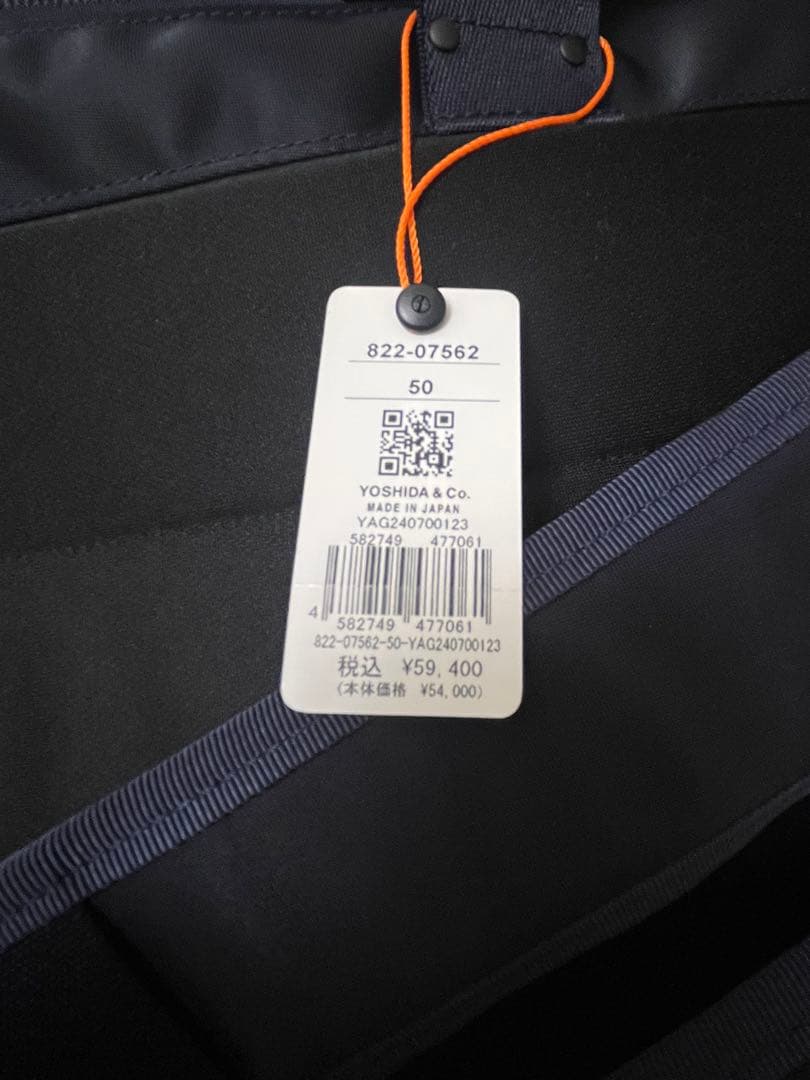 822-07562
50
YOSHIDA & Co.
MADE IN JAPAN
YAG240700123
582749 477061
4 582749 477061
822-07562-50-YAG240700123
税込 ¥59,400
(本体価格 ¥54,000)